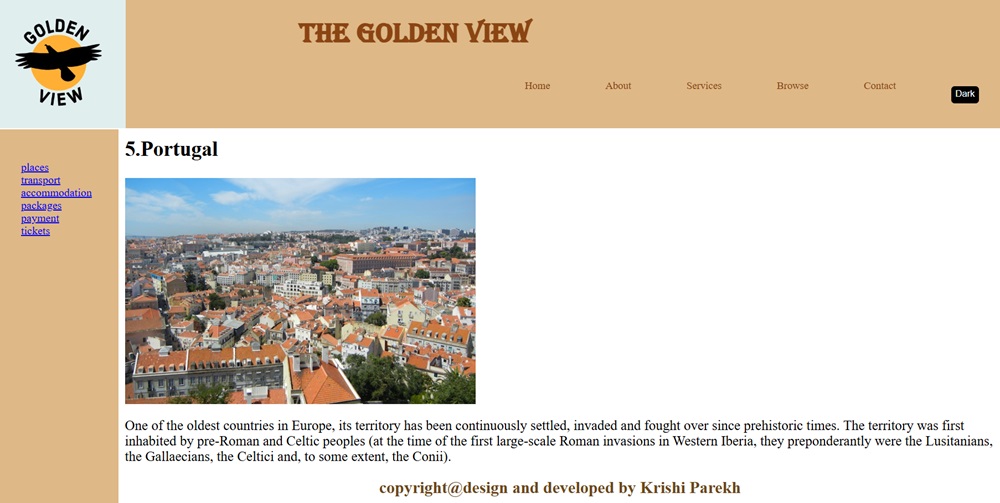 GOLDEN
VIEW
THE GOLDEN VIEW
Home About Services Browse Contact
Dark
places
transport
accommodation
packages
payment
tickets
5.Portugal
One of the oldest countries in Europe, its territory has been continuously settled, invaded and fought over since prehistoric times. The territory was first
inhabited by pre-Roman and Celtic peoples (at the time of the first large-scale Roman invasions in Western Iberia, they preponderantly were the Lusitanians,
the Gallaecians, the Celtici and, to some extent, the Conii).
copyright@design and developed by Krishi Parekh